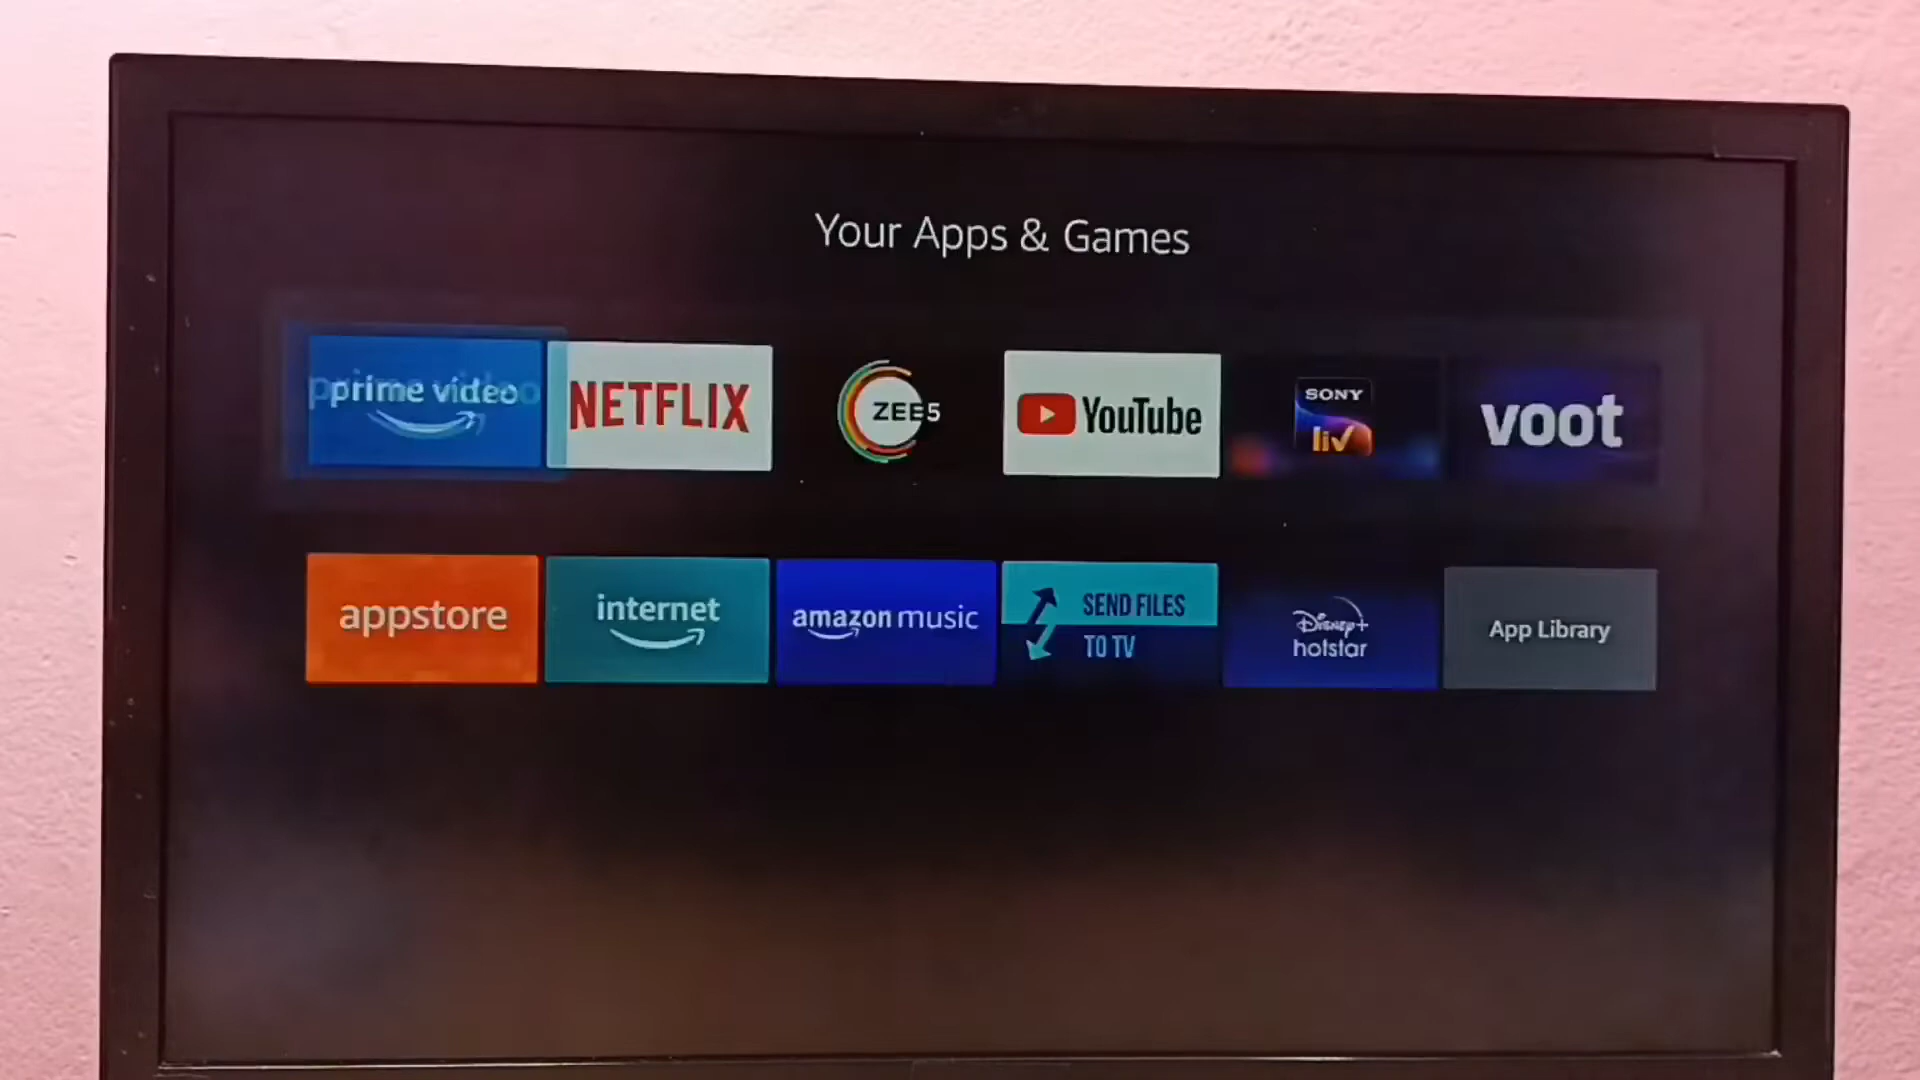 Your Apps & Games
prime video
NETFLIX
ZEE5
YouTube
SONY
liv
voot
appstore
internet
amazon music
SEND FILES
TO TV
Disney+
hotstar
App Library